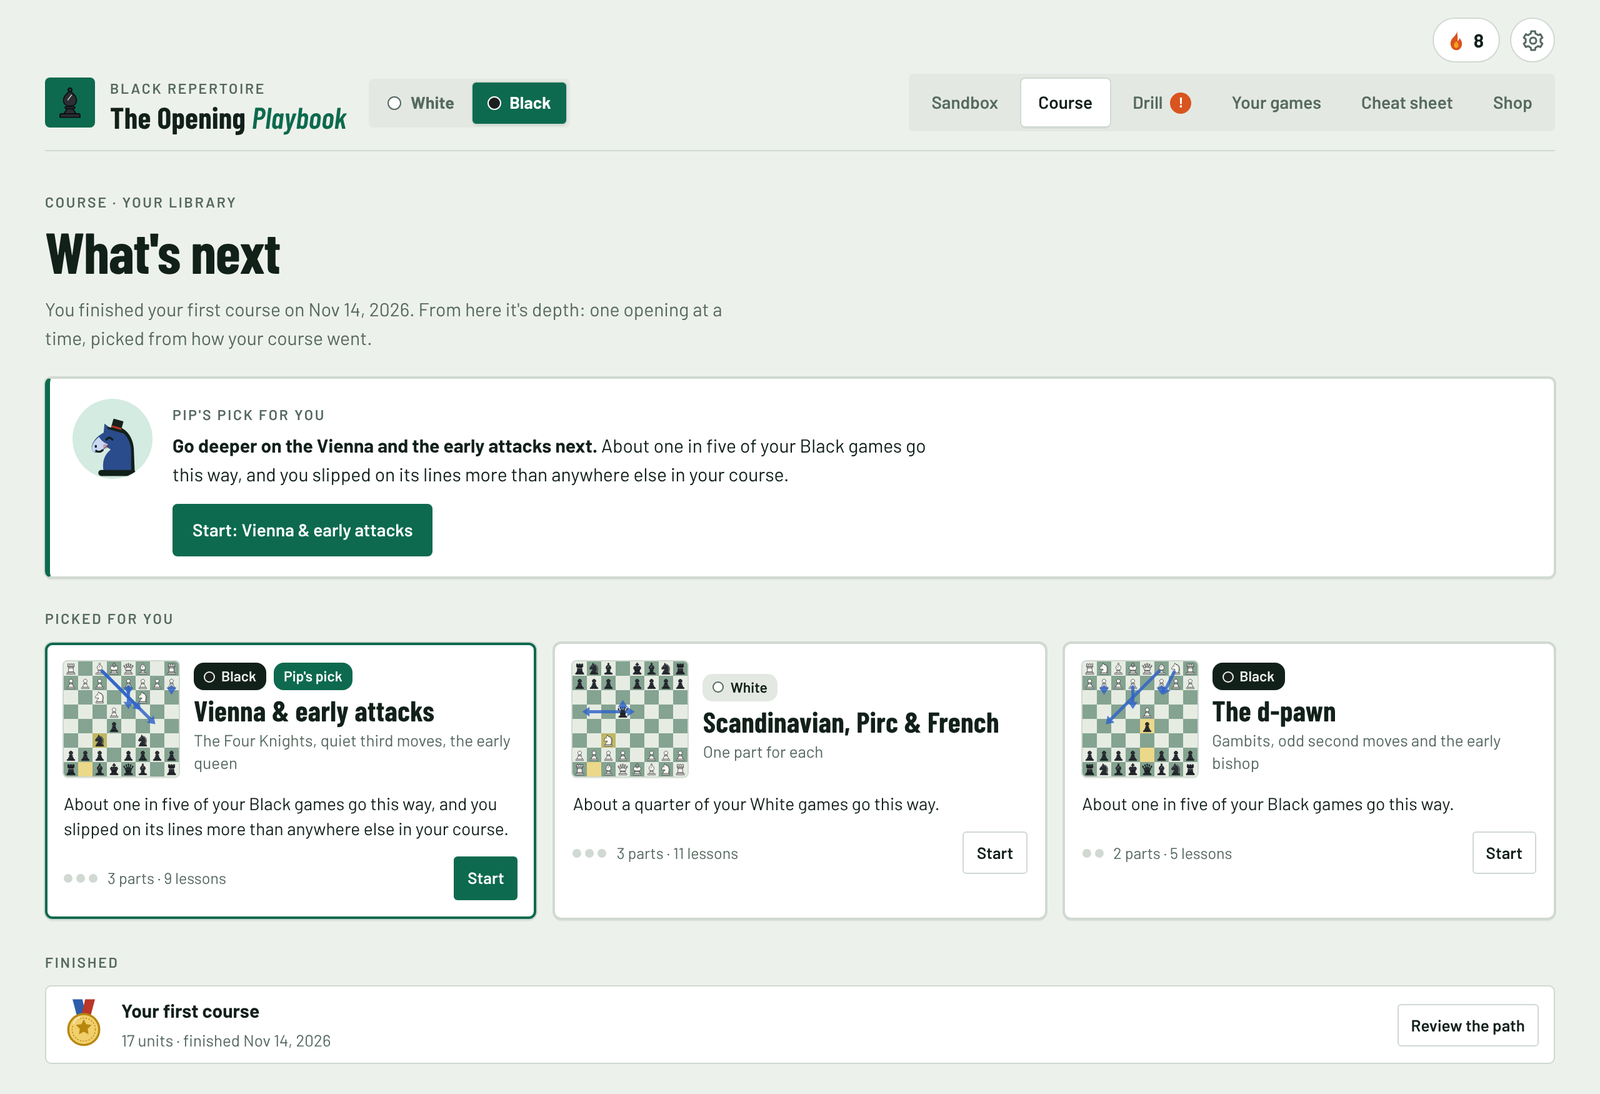 8
BLACK REPERTOIRE
The Opening Playbook
White
Black
Sandbox
Course
Drill !
Your games
Cheat sheet
Shop
COURSE · YOUR LIBRARY
What's next
You finished your first course on Nov 14, 2026. From here it's depth: one opening at a
time, picked from how your course went.
PIP'S PICK FOR YOU
Go deeper on the Vienna and the early attacks next. About one in five of your Black games go
this way, and you slipped on its lines more than anywhere else in your course.
Start: Vienna & early attacks
PICKED FOR YOU
Black
Pip's pick
Vienna & early attacks
The Four Knights, quiet third moves, the early
queen
About one in five of your Black games go this way, and you
slipped on its lines more than anywhere else in your course.
3 parts · 9 lessons
Start
White
Scandinavian, Pirc & French
One part for each
About a quarter of your White games go this way.
3 parts · 11 lessons
Start
Black
The d-pawn
Gambits, odd second moves and the early
bishop
About one in five of your Black games go this way.
2 parts · 5 lessons
Start
FINISHED
Your first course
17 units · finished Nov 14, 2026
Review the path